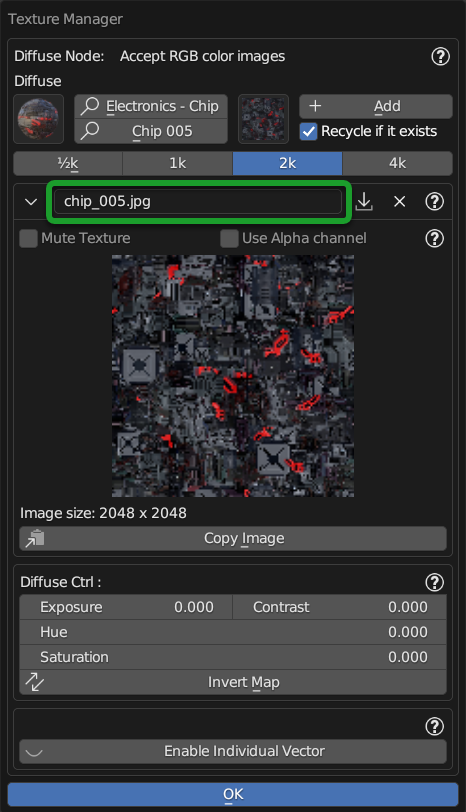 Texture Manager
Diffuse Node: Accept RGB color images
Diffuse
Electronics - Chip
Chip 005
Add
Recycle if it exists
½k 1k 2k 4k
chip_005.jpg
Mute Texture Use Alpha channel
Image size: 2048 x 2048
Copy Image
Diffuse Ctrl :
Exposure 0.000 Contrast 0.000
Hue 0.000
Saturation 0.000
Invert Map
Enable Individual Vector
OK